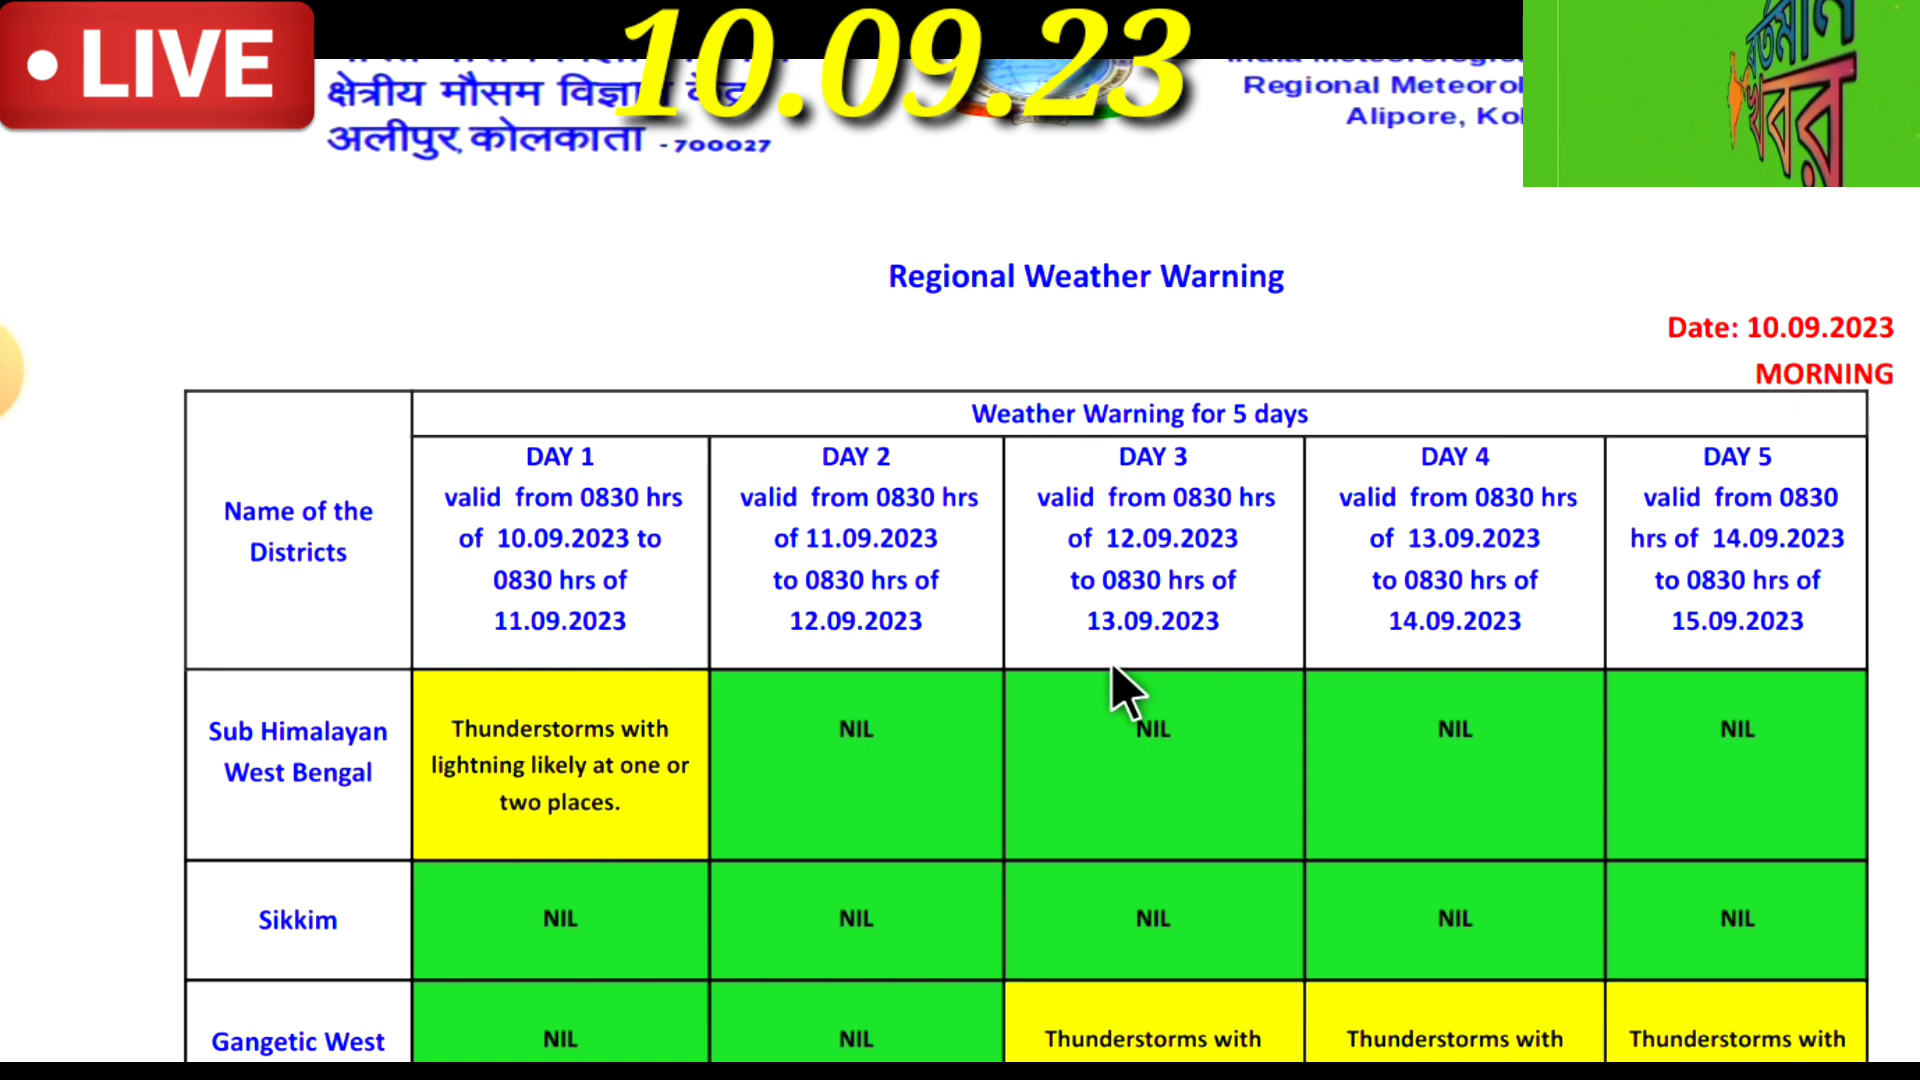 • LIVE
10.09.23
क्षेत्रीय मौसम
अलीपुर, कोलकाता - 700027
Regional
Alipore,
বর্তমান
খবর
Regional Weather Warning
Date: 10.09.2023
MORNING
Name of the
Districts
Weather Warning for 5 days
DAY 1
valid from 0830 hrs
of 10.09.2023 to
0830 hrs of
11.09.2023
DAY 2
valid from 0830 hrs
of 11.09.2023
to 0830 hrs of
12.09.2023
DAY 3
valid from 0830 hrs
of 12.09.2023
to 0830 hrs of
13.09.2023
DAY 4
valid from 0830 hrs
of 13.09.2023
to 0830 hrs of
14.09.2023
DAY 5
valid from 0830
hrs of 14.09.2023
to 0830 hrs of
15.09.2023
Sub Himalayan
West Bengal
Thunderstorms with
lightning likely at one or
two places.
NIL
NIL
NIL
NIL
Sikkim
NIL
NIL
NIL
NIL
NIL
Gangetic West
NIL
NIL
Thunderstorms with
Thunderstorms with
Thunderstorms with